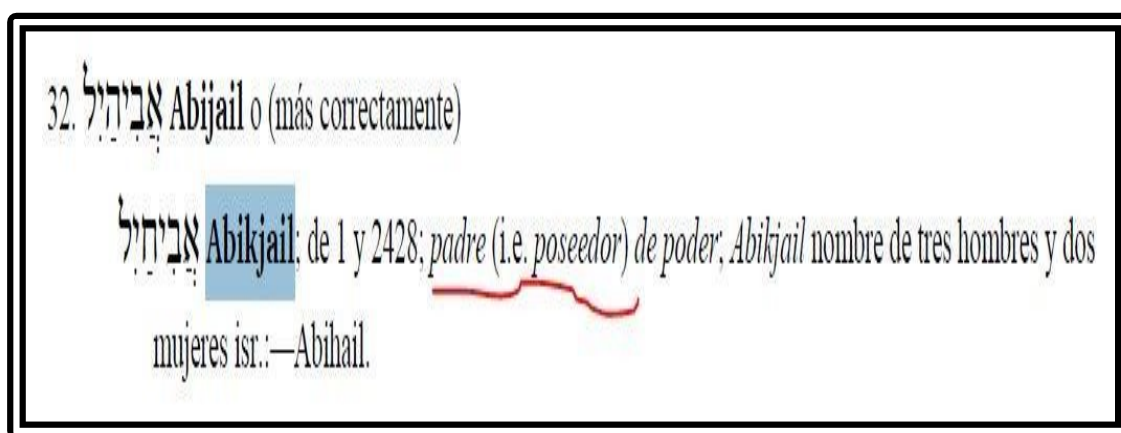 32. אֲבִיהַיִל Abijail o (más correctamente)
אֲבִיחַיִל Abikjail; de 1 y 2428; padre (i.e. poseedor) de poder; Abikjail nombre de tres hombres y dos
mujeres isr.:—Abihail.